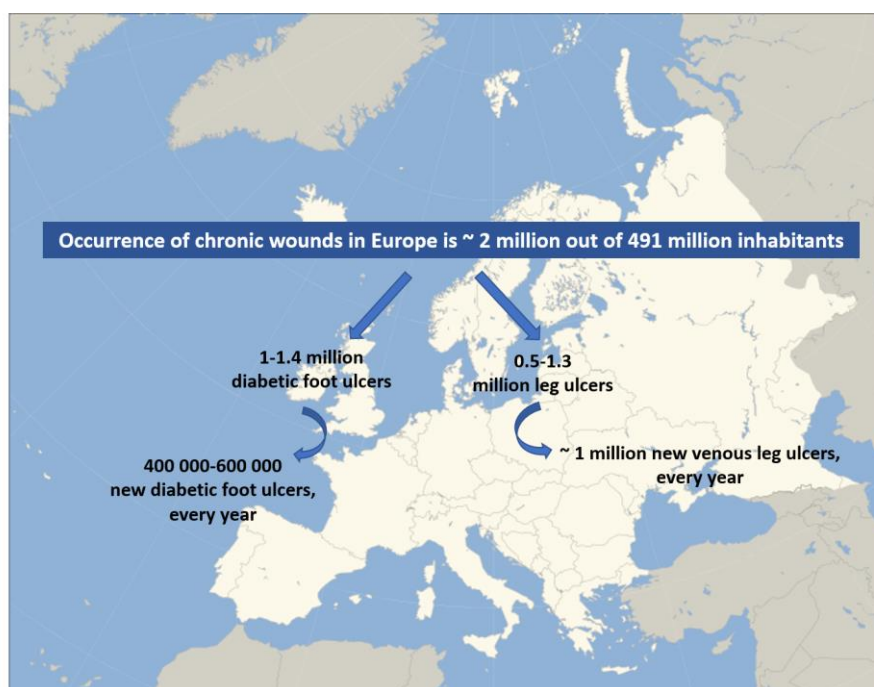 Occurrence of chronic wounds in Europe is ~ 2 million out of 491 million inhabitants
1-1.4 million
diabetic foot ulcers
0.5-1.3
million leg ulcers
400 000-600 000
new diabetic foot ulcers,
every year
~ 1 million new venous leg ulcers,
every year